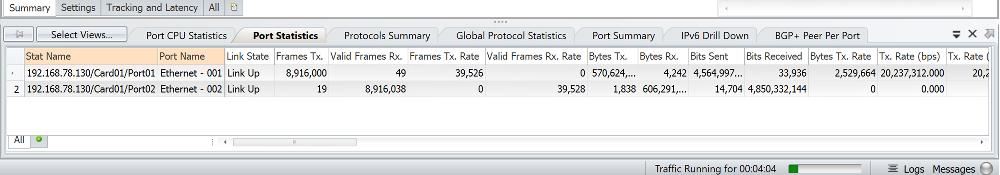 Summary Settings Tracking and Latency All
Select Views... Port CPU Statistics Port Statistics Protocols Summary Global Protocol Statistics Port Summary IPv6 Drill Down BGP+ Peer Per Port
Stat Name Port Name Link State Frames Tx. Valid Frames Rx. Frames Tx. Rate Valid Frames Rx. Rate Bytes Tx. Bytes Rx. Bits Sent Bits Received Bytes Tx. Rate Tx. Rate (bps) Tx. Rate (
192.168.78.130/Card01/Port01 Ethernet - 001 Link Up 8,916,000 49 39,526 0 570,624,... 4,242 4,564,997... 33,936 2,529,664 20,237,312.000 20,2
2 192.168.78.130/Card01/Port02 Ethernet - 002 Link Up 19 8,916,038 0 39,528 1,838 606,291,... 14,704 4,850,332,144 0 0.000
All
Traffic Running for 00:04:04 Logs Messages